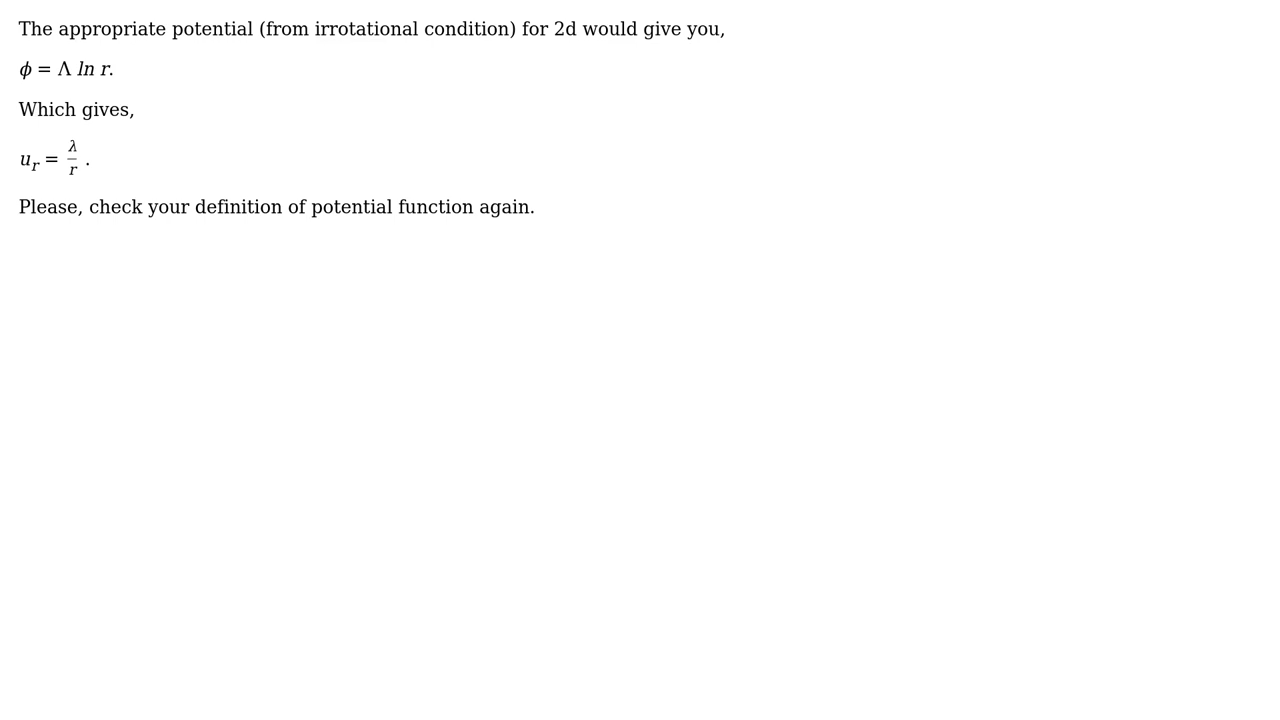 The appropriate potential (from irrotational condition) for 2d would give you,
ϕ = Λ ln r.
Which gives,
u_r = λ/r .
Please, check your definition of potential function again.